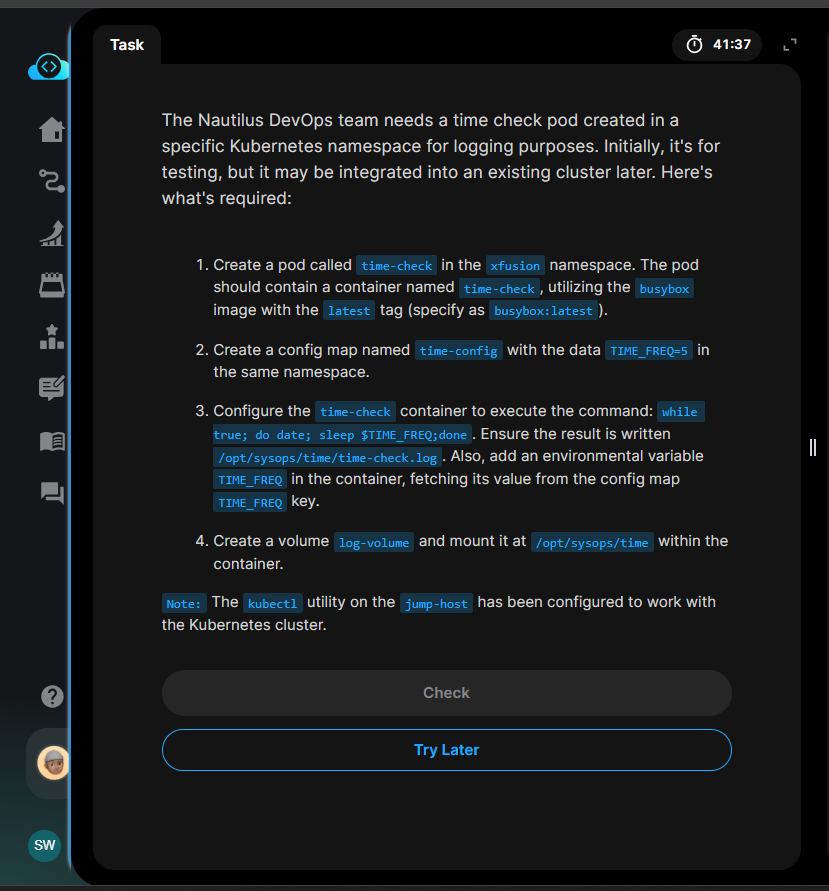 Task
41:37
The Nautilus DevOps team needs a time check pod created in a
specific Kubernetes namespace for logging purposes. Initially, it's for
testing, but it may be integrated into an existing cluster later. Here's
what's required:
1. Create a pod called time-check in the xfusion namespace. The pod
should contain a container named time-check, utilizing the busybox
image with the latest tag (specify as busybox:latest).
2. Create a config map named time-config with the data TIME_FREQ=5 in
the same namespace.
3. Configure the time-check container to execute the command: while
true; do date; sleep $TIME_FREQ;done. Ensure the result is written
/opt/sysops/time/time-check.log. Also, add an environmental variable
TIME_FREQ in the container, fetching its value from the config map
TIME_FREQ key.
4. Create a volume log-volume and mount it at /opt/sysops/time within the
container.
Note: The kubectl utility on the jump-host has been configured to work with
the Kubernetes cluster.
Check
Try Later
SW